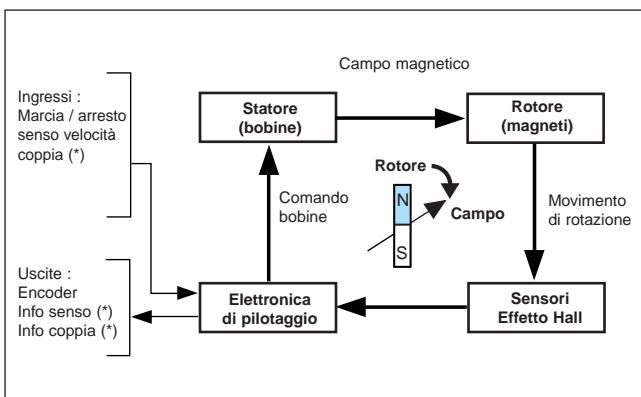 Campo magnetico
Ingressi :
Marcia / arresto
senso velocità
coppia (*)
Statore
(bobine)
Rotore
(magneti)
Rotore
N
Campo
S
Comando
bobine
Movimento
di rotazione
Uscite :
Encoder
Info senso (*)
Info coppia (*)
Elettronica
di pilotaggio
Sensori
Effetto Hall